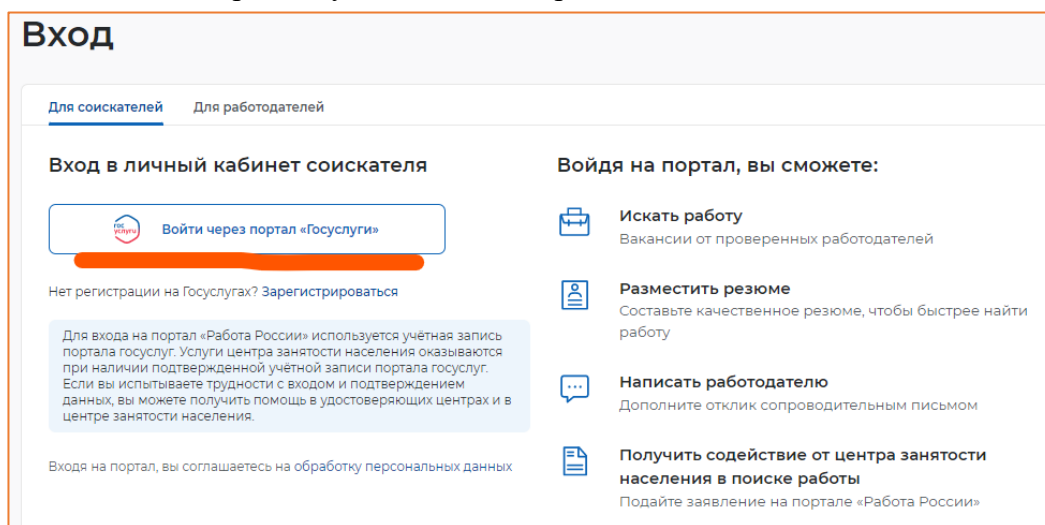 Вход
Для соискателей Для работодателей
Вход в личный кабинет соискателя
гос
услуги
Войти через портал «Госуслуги»
Нет регистрации на Госуслугах? Зарегистрироваться
Для входа на портал «Работа России» используется учётная запись
портала госуслуг. Услуги центра занятости населения оказываются
при наличии подтвержденной учётной записи портала госуслуг.
Если вы испытываете трудности с входом и подтверждением
данных, вы можете получить помощь в удостоверяющих центрах и в
центре занятости населения.
Входя на портал, вы соглашаетесь на обработку персональных данных
Войдя на портал, вы сможете:
Искать работу
Вакансии от проверенных работодателей
Разместить резюме
Составьте качественное резюме, чтобы быстрее найти
работу
Написать работодателю
Дополните отклик сопроводительным письмом
Получить содействие от центра занятости
населения в поиске работы
Подайте заявление на портале «Работа России»